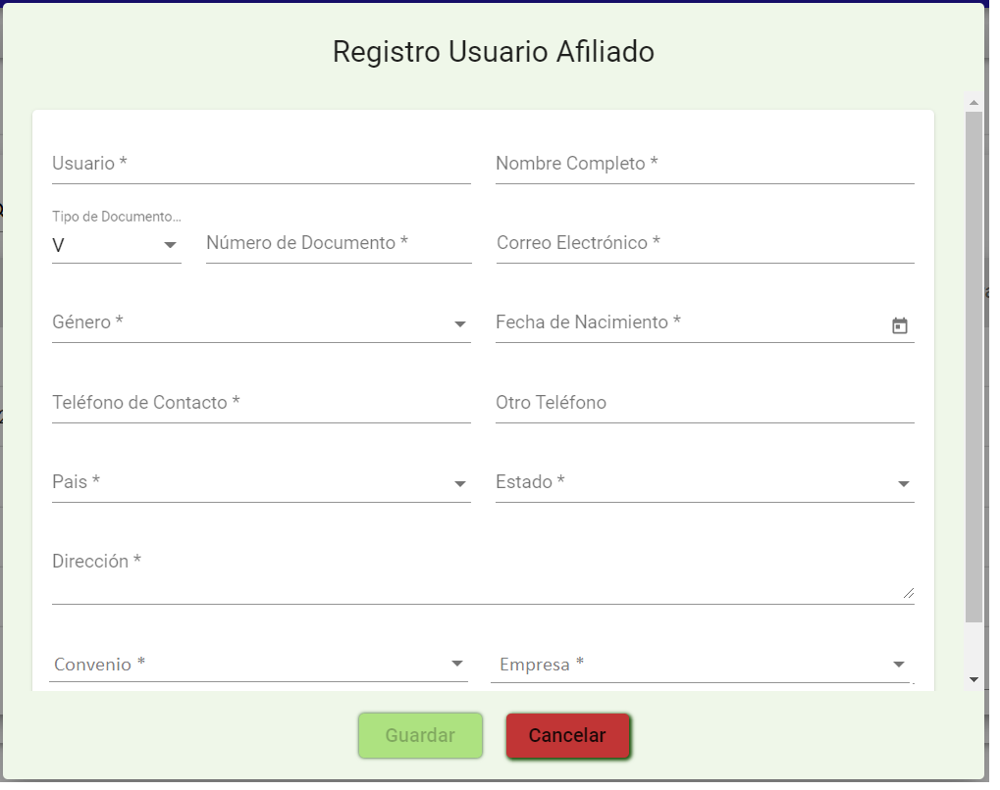 Registro Usuario Afiliado
Usuario *
Nombre Completo *
Tipo de Documento...
V
Número de Documento *
Correo Electrónico *
Género *
Fecha de Nacimiento *
Teléfono de Contacto *
Otro Teléfono
Pais *
Estado *
Dirección *
Convenio *
Empresa *
Guardar
Cancelar